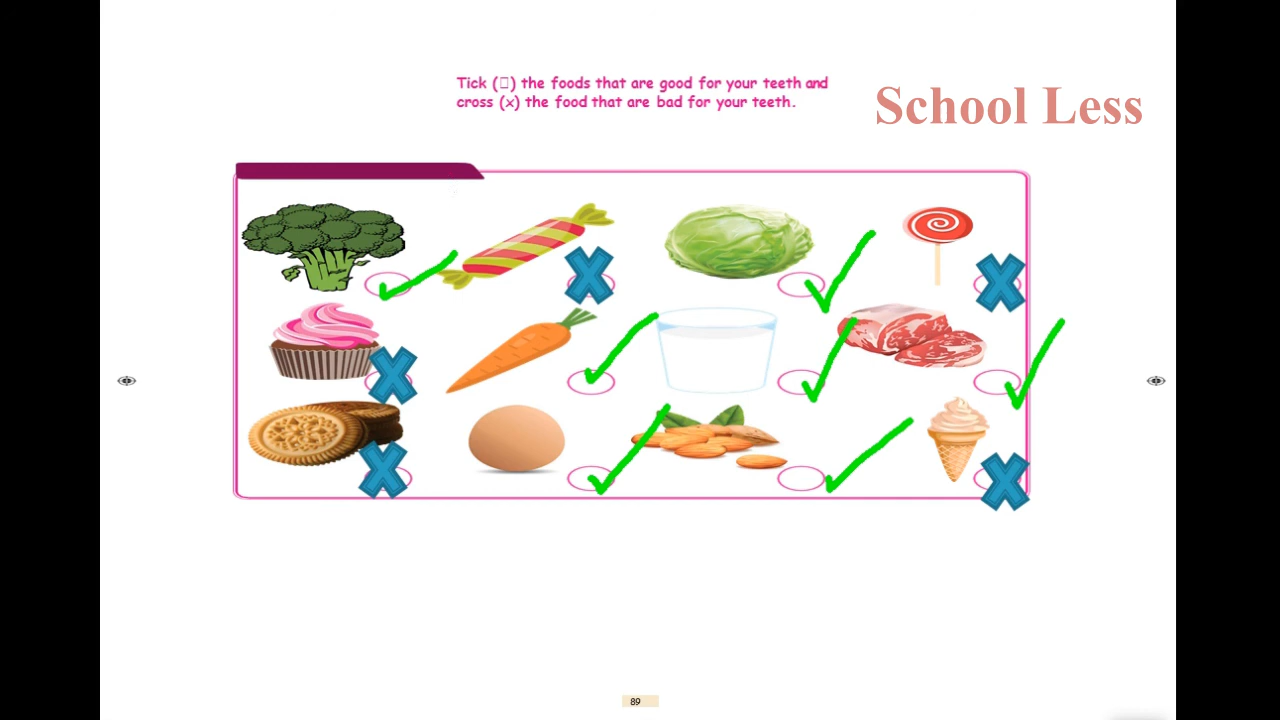 Tick (□) the foods that are good for your teeth and
cross (x) the food that are bad for your teeth.
School Less
89